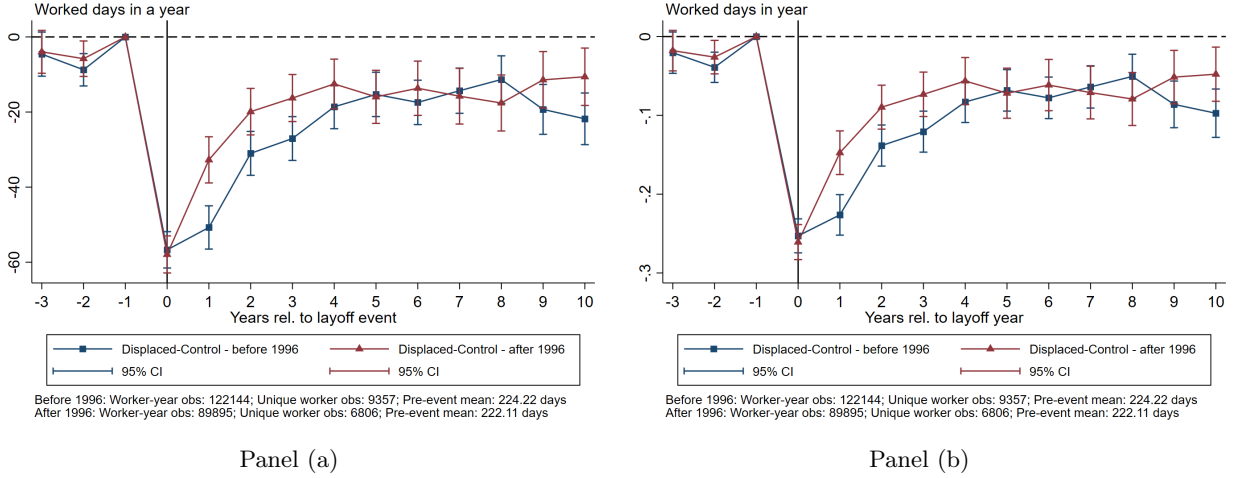 Worked days in a year
0
-20
-40
-60
-3 -2 -1 0 1 2 3 4 5 6 7 8 9 10
Years rel. to layoff event
Displaced-Control - before 1996 Displaced-Control - after 1996
95% CI 95% CI
Before 1996: Worker-year obs: 122144; Unique worker obs: 9357; Pre-event mean: 224.22 days
After 1996: Worker-year obs: 89895; Unique worker obs: 6806; Pre-event mean: 222.11 days
Panel (a)
Worked days in year
0
-.1
-.2
-.3
-3 -2 -1 0 1 2 3 4 5 6 7 8 9 10
Years rel. to layoff year
Displaced-Control - before 1996 Displaced-Control - after 1996
95% CI 95% CI
Before 1996: Worker-year obs: 122144; Unique worker obs: 9357; Pre-event mean: 224.22 days
After 1996: Worker-year obs: 89895; Unique worker obs: 6806; Pre-event mean: 222.11 days
Panel (b)